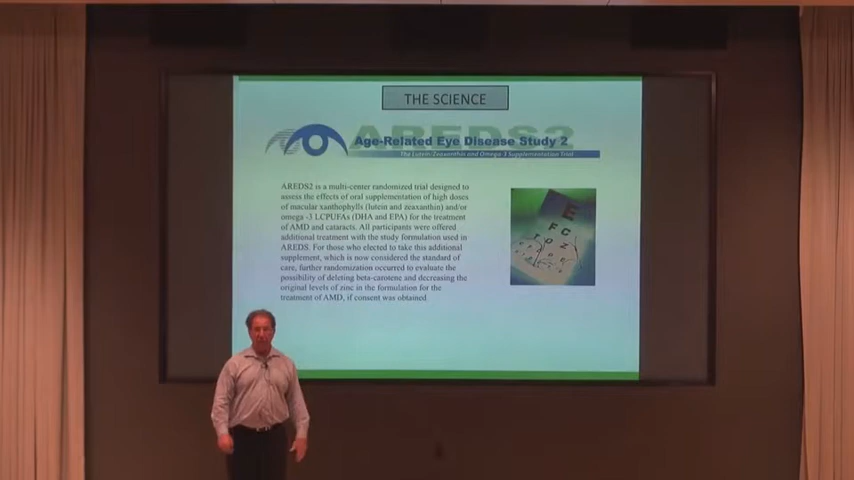 THE SCIENCE
AREDS2
Age-Related Eye Disease Study 2
The Lutein/Zeaxanthin and Omega-3 Supplementation Trial
AREDS2 is a multi-center randomized trial designed to
assess the effects of oral supplementation of high doses
of macular xanthophylls (lutein and zeaxanthin) and/or
omega -3 LCPUFAs (DHA and EPA) for the treatment
of AMD and cataracts. All participants were offered
additional treatment with the study formulation used in
AREDS. For those who elected to take this additional
supplement, which is now considered the standard of
care, further randomization occurred to evaluate the
possibility of deleting beta-carotene and decreasing the
original levels of zinc in the formulation for the
treatment of AMD, if consent was obtained
E
F C
T O Z